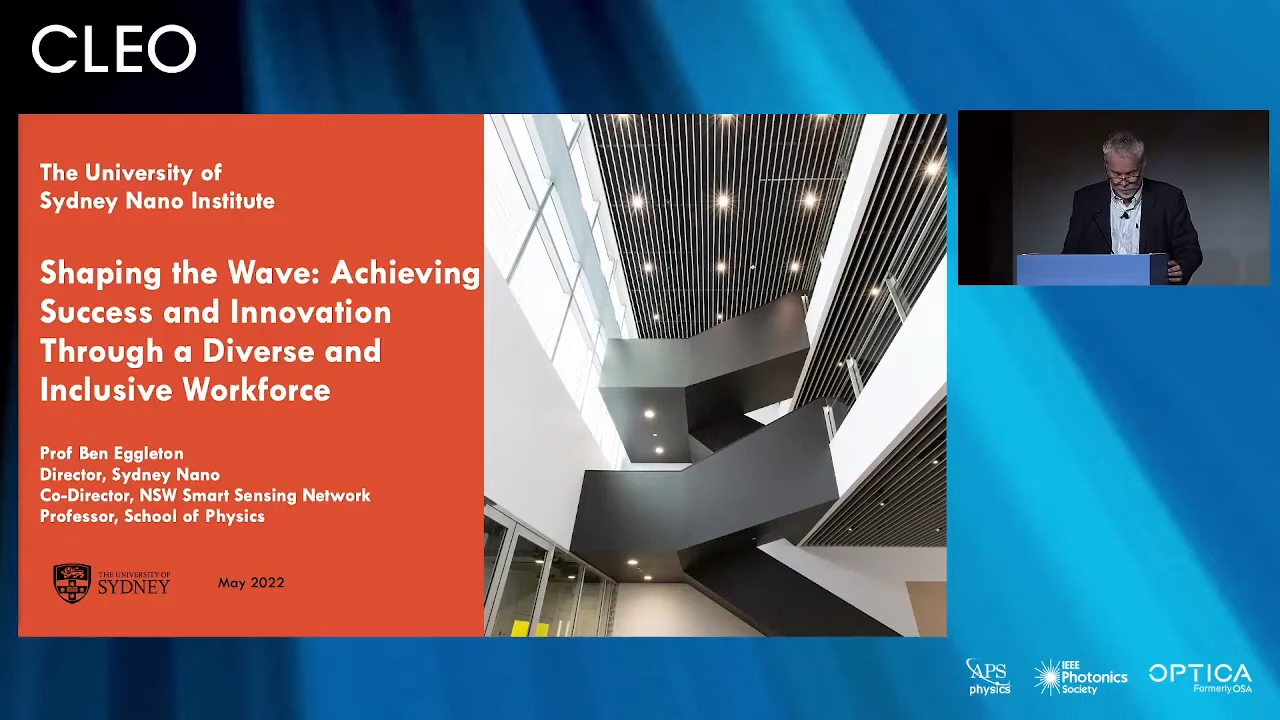 CLEO
The University of
Sydney Nano Institute
Shaping the Wave: Achieving
Success and Innovation
Through a Diverse and
Inclusive Workforce
Prof Ben Eggleton
Director, Sydney Nano
Co-Director, NSW Smart Sensing Network
Professor, School of Physics
THE UNIVERSITY OF
SYDNEY
May 2022
APS
physics
IEEE
Photonics
Society
OPTICA
Formerly OSA